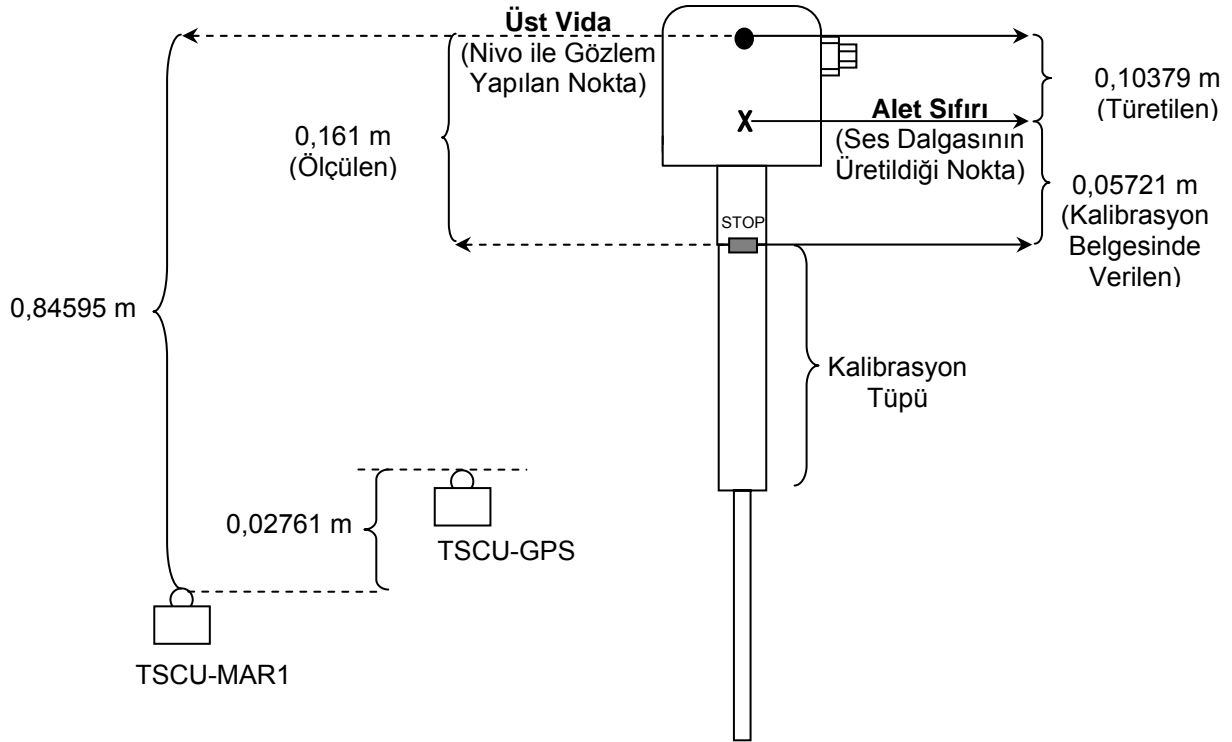 Üst Vida
(Nivo ile Gözlem
Yapılan Nokta)
0,10379 m
(Türetilen)
Alet Sıfırı
(Ses Dalgasının
Üretildiği Nokta)
X
0,161 m
(Ölçülen)
0,05721 m
(Kalibrasyon
Belgesinde
Verilen)
STOP
0,84595 m
Kalibrasyon
Tüpü
0,02761 m
TSCU-GPS
TSCU-MAR1